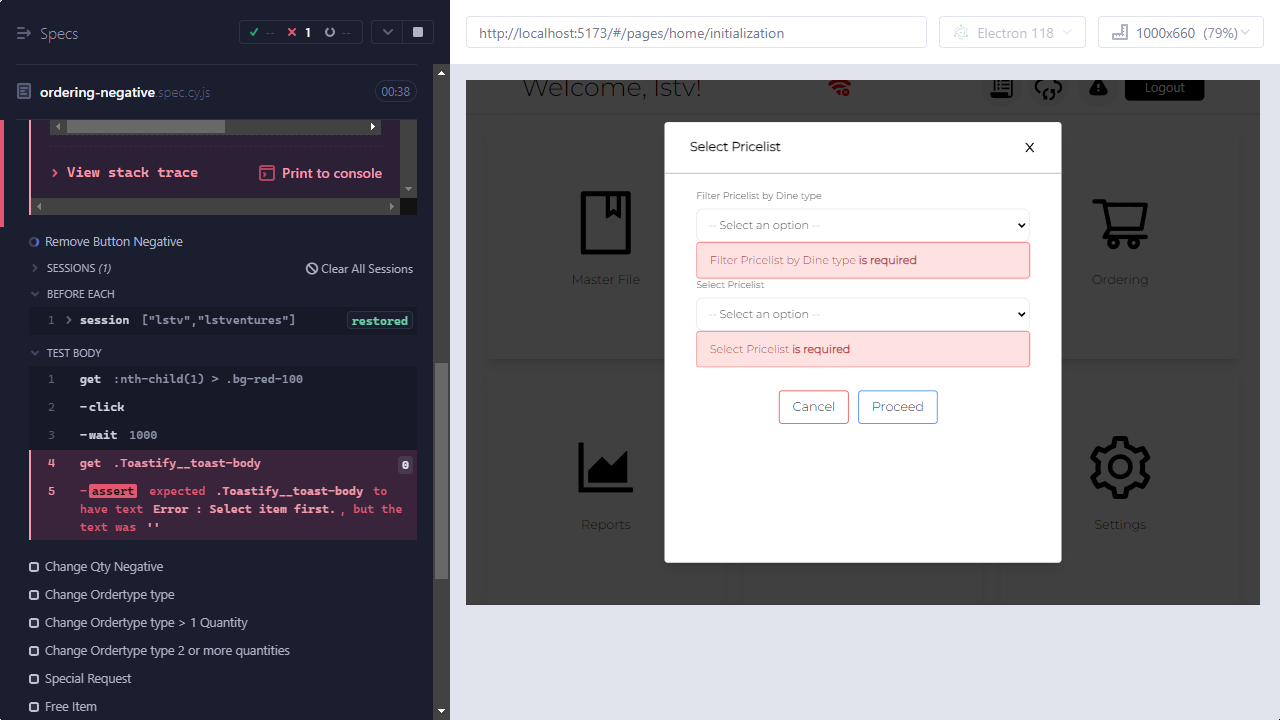 Specs
--
1
--
ordering-negative.spec.cy.js
00:38
View stack trace
Print to console
Remove Button Negative
SESSIONS (1)
Clear All Sessions
BEFORE EACH
1 session ["lstv","lstventures"] restored
TEST BODY
1 get :nth-child(1) > .bg-red-100
2 -click
3 -wait 1000
4 get .Toastify__toast-body 0
5 -assert expected .Toastify__toast-body to
have text Error : Select item first. , but the
text was ''
Change Qty Negative
Change Ordertype type
Change Ordertype type > 1 Quantity
Change Ordertype type 2 or more quantities
Special Request
Free Item
http://localhost:5173/#/pages/home/initialization
Electron 118
1000x660 (79%)
Welcome, lstv!
Logout
Select Pricelist
X
Filter Pricelist by Dine type
-- Select an option --
Filter Pricelist by Dine type is required
Select Pricelist
-- Select an option --
Select Pricelist is required
Cancel
Proceed
Master File
Ordering
Reports
Settings